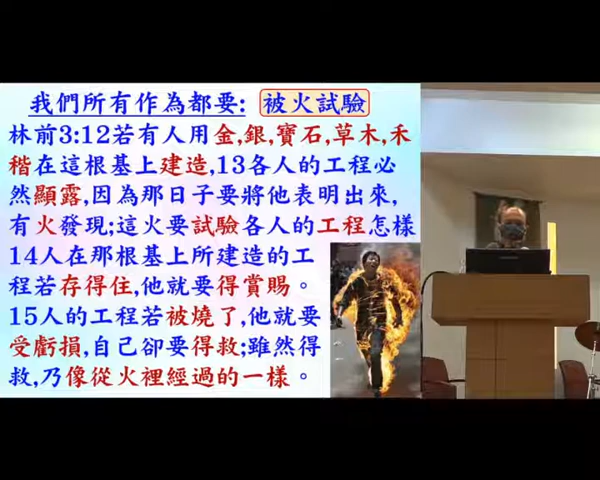 我們所有作為都要: 被火試驗
林前3:12若有人用金,銀,寶石,草木,禾
楷在這根基上建造,13各人的工程必
然顯露,因為那日子要將他表明出來,
有火發現;這火要試驗各人的工程怎樣
14人在那根基上所建造的工
程若存得住,他就要得賞賜。
15人的工程若被燒了,他就要
受虧損,自己卻要得救;雖然得
救,乃像從火裡經過的一樣。